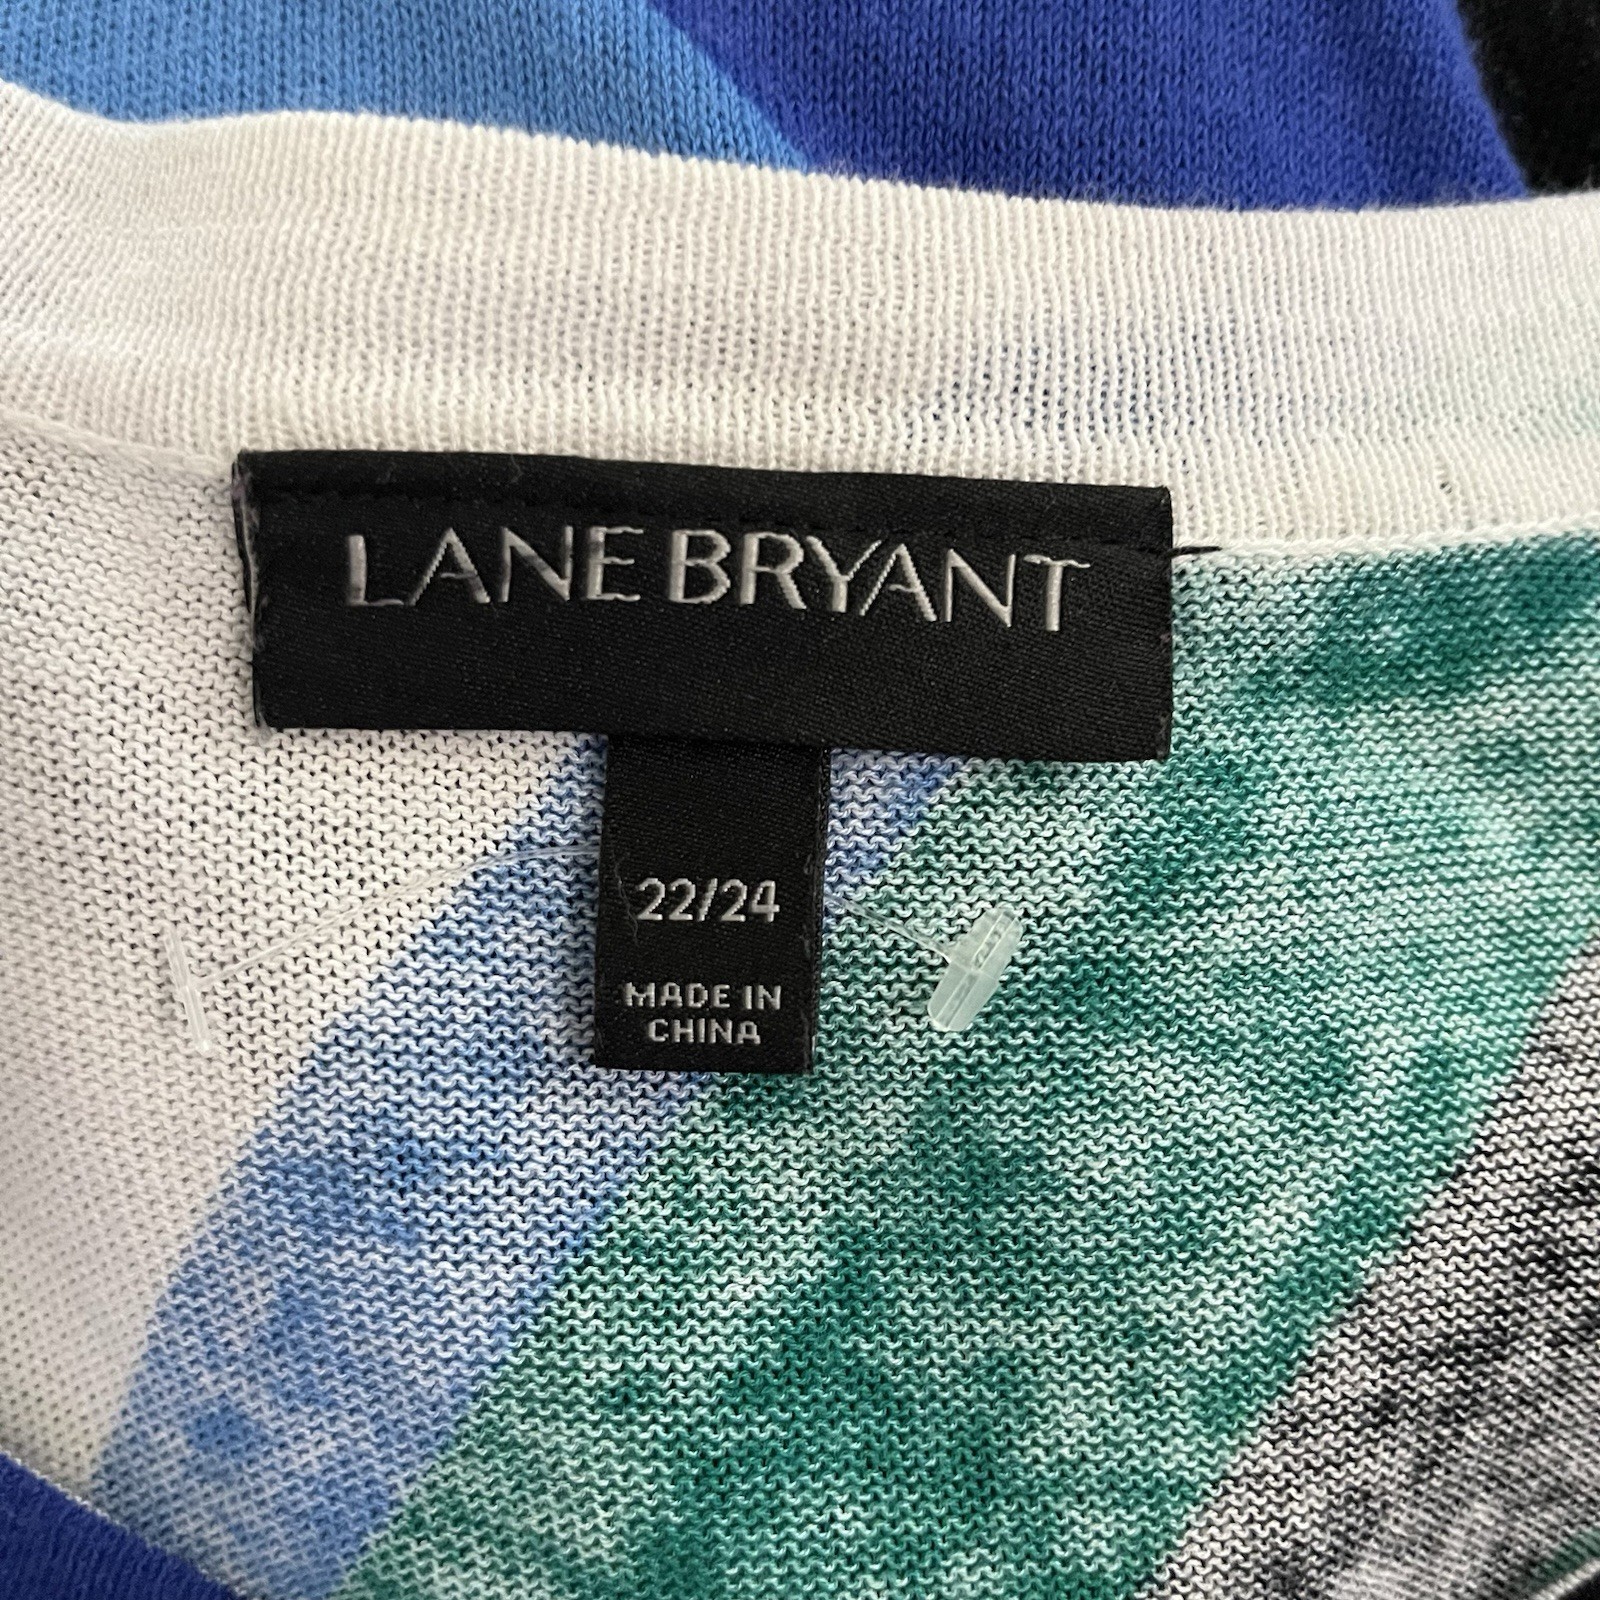 LANE BRYANT
22/24
MADE IN
CHINA